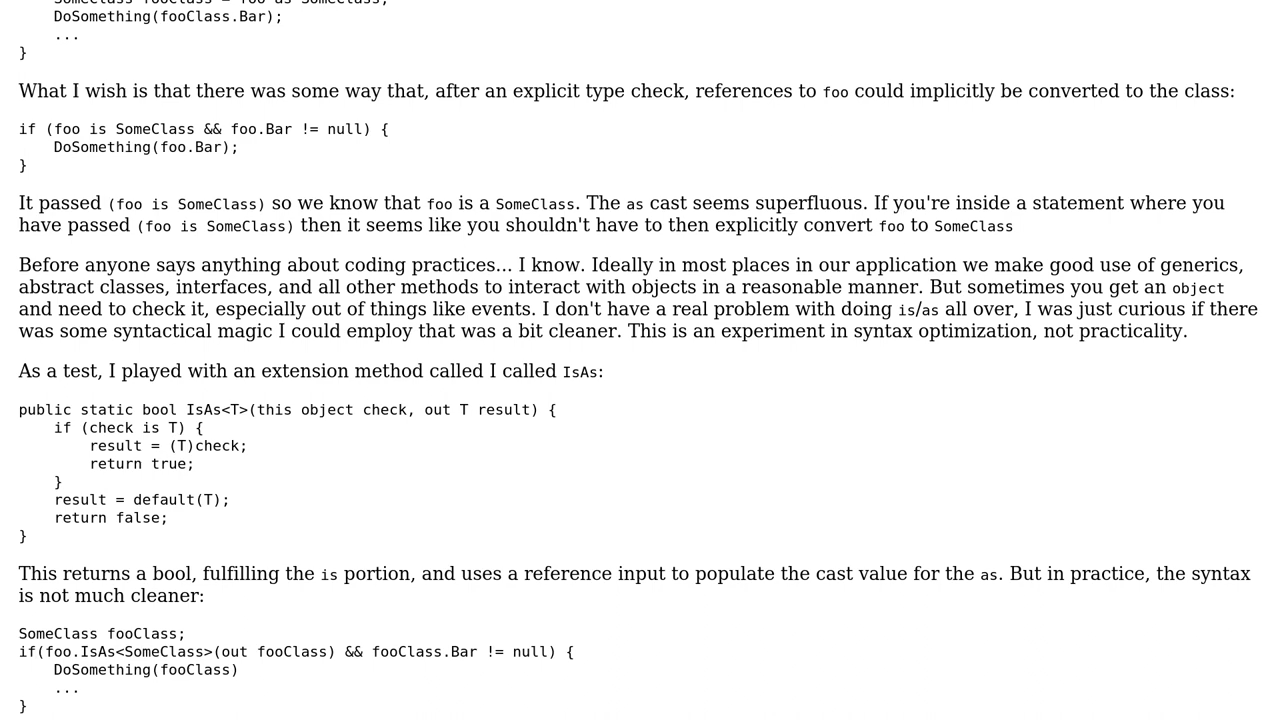 SomeClass fooClass = foo as SomeClass;
    DoSomething(fooClass.Bar);
    ...
}
What I wish is that there was some way that, after an explicit type check, references to foo could implicitly be converted to the class:
if (foo is SomeClass && foo.Bar != null) {
    DoSomething(foo.Bar);
}
It passed (foo is SomeClass) so we know that foo is a SomeClass. The as cast seems superfluous. If you're inside a statement where you
have passed (foo is SomeClass) then it seems like you shouldn't have to then explicitly convert foo to SomeClass
Before anyone says anything about coding practices... I know. Ideally in most places in our application we make good use of generics,
abstract classes, interfaces, and all other methods to interact with objects in a reasonable manner. But sometimes you get an object
and need to check it, especially out of things like events. I don't have a real problem with doing is/as all over, I was just curious if there
was some syntactical magic I could employ that was a bit cleaner. This is an experiment in syntax optimization, not practicality.
As a test, I played with an extension method called I called IsAs:
public static bool IsAs<T>(this object check, out T result) {
    if (check is T) {
        result = (T)check;
        return true;
    }
    result = default(T);
    return false;
}
This returns a bool, fulfilling the is portion, and uses a reference input to populate the cast value for the as. But in practice, the syntax
is not much cleaner:
SomeClass fooClass;
if(foo.IsAs<SomeClass>(out fooClass) && fooClass.Bar != null) {
    DoSomething(fooClass)
    ...
}